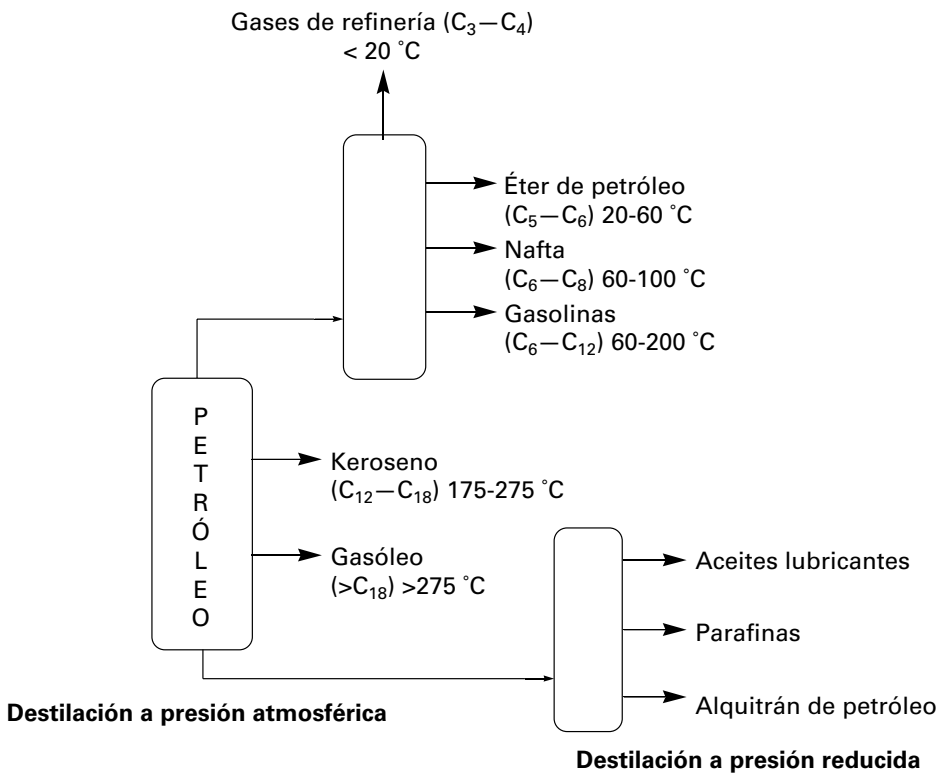 Gases de refinería (C₃—C₄)
< 20 ˚C
Éter de petróleo
(C₅—C₆) 20-60 ˚C
Nafta
(C₆—C₈) 60-100 ˚C
Gasolinas
(C₆—C₁₂) 60-200 ˚C
P
E
T
R
Ó
L
E
O
Keroseno
(C₁₂—C₁₈) 175-275 ˚C
Gasóleo
(>C₁₈) >275 ˚C
Aceites lubricantes
Parafinas
Alquitrán de petróleo
Destilación a presión atmosférica
Destilación a presión reducida